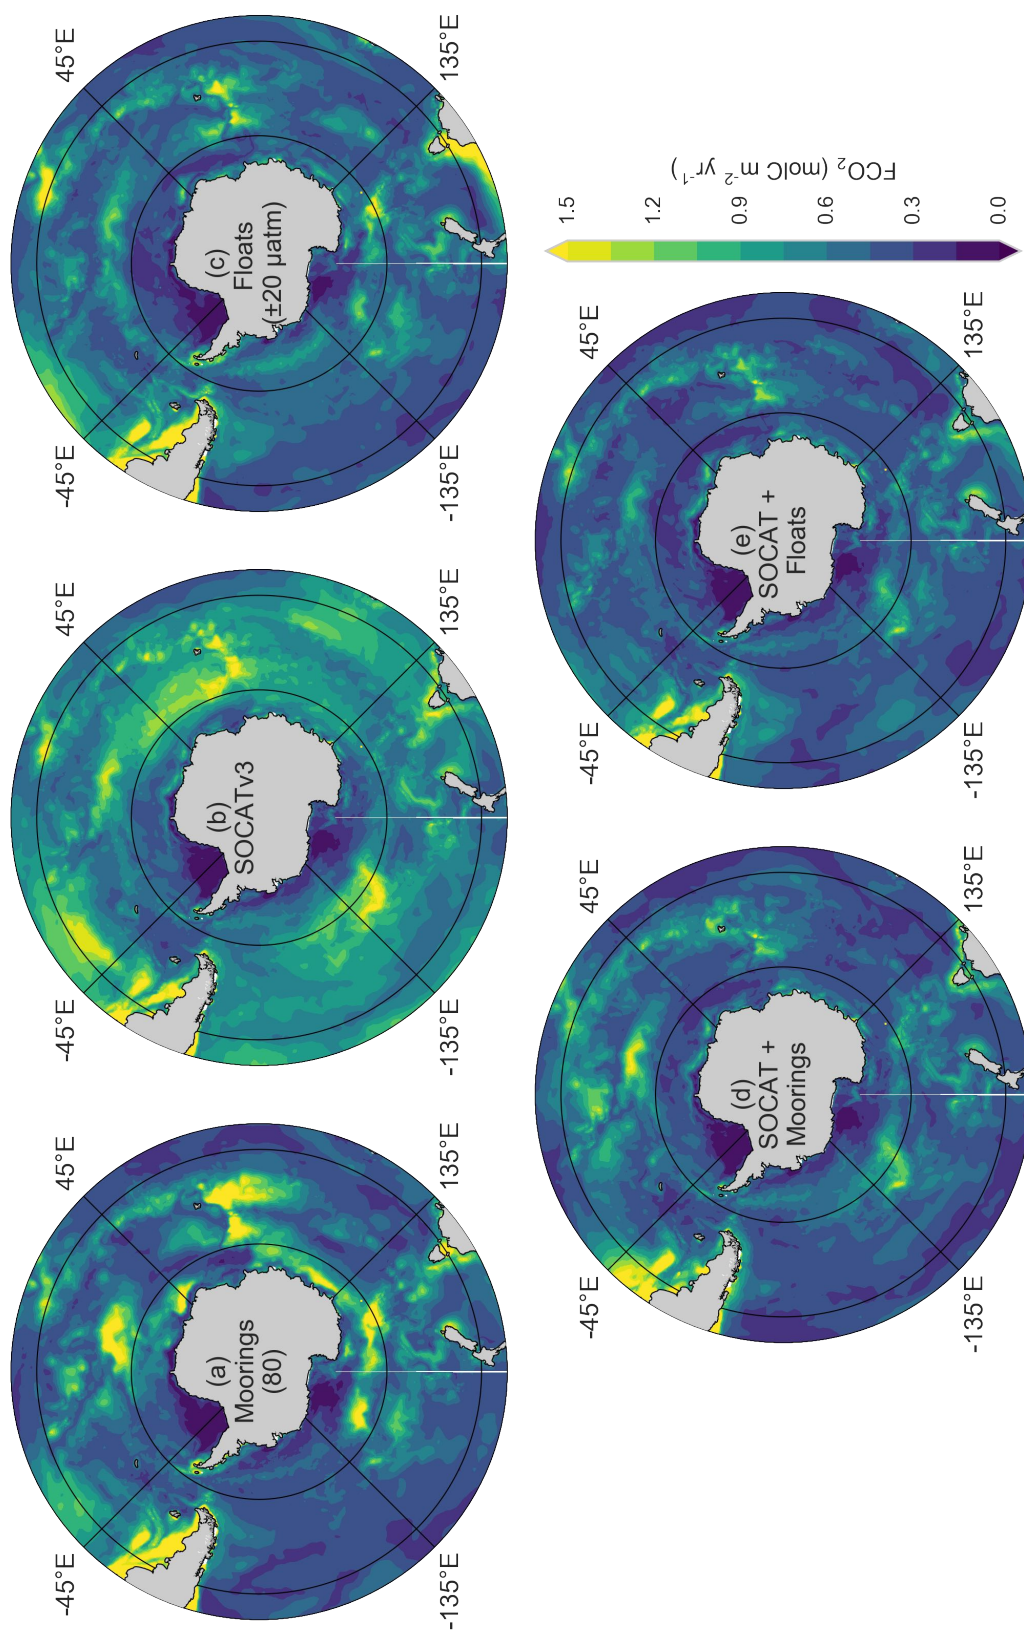 45°E
135°E
-135°E
-45°E
(a)
Moorings
(80)
45°E
135°E
-135°E
-45°E
(b)
SOCATv3
45°E
135°E
-135°E
-45°E
(c)
Floats
(±20 µatm)
45°E
135°E
-135°E
-45°E
(d)
SOCAT +
Moorings
45°E
135°E
-135°E
-45°E
(e)
SOCAT +
Floats
1.5
1.2
0.9
0.6
0.3
0.0
FCO₂ (molC m⁻² yr⁻¹)